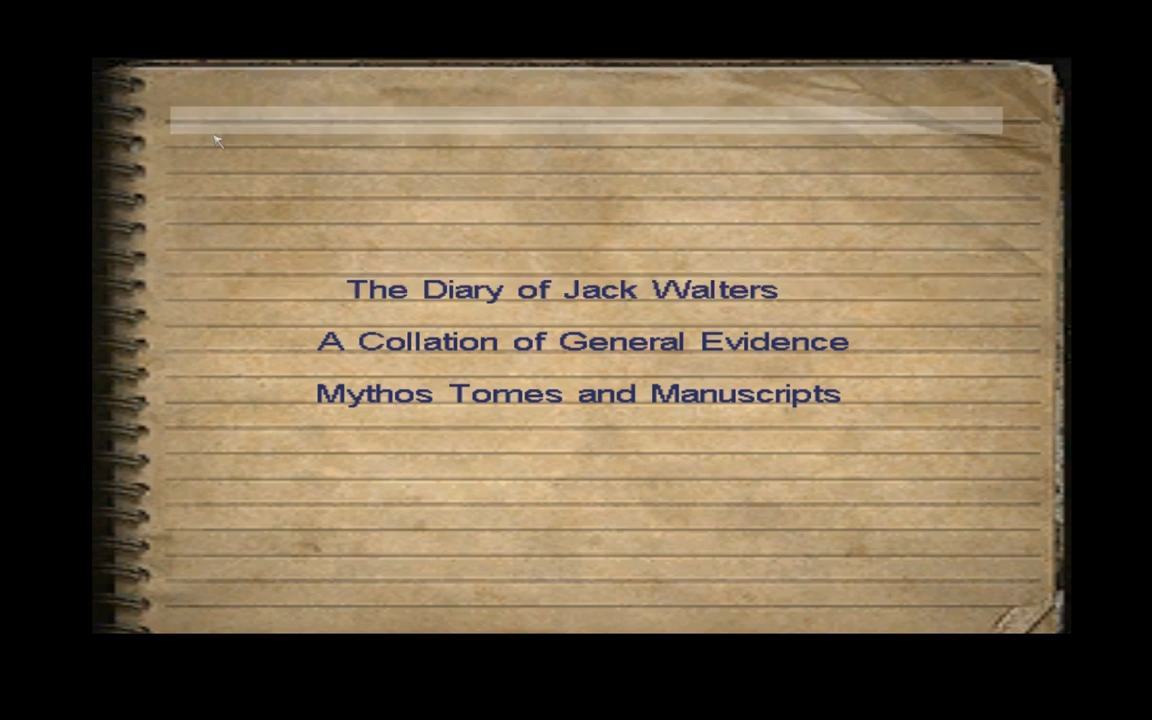 The Diary of Jack Walters
A Collation of General Evidence
Mythos Tomes and Manuscripts